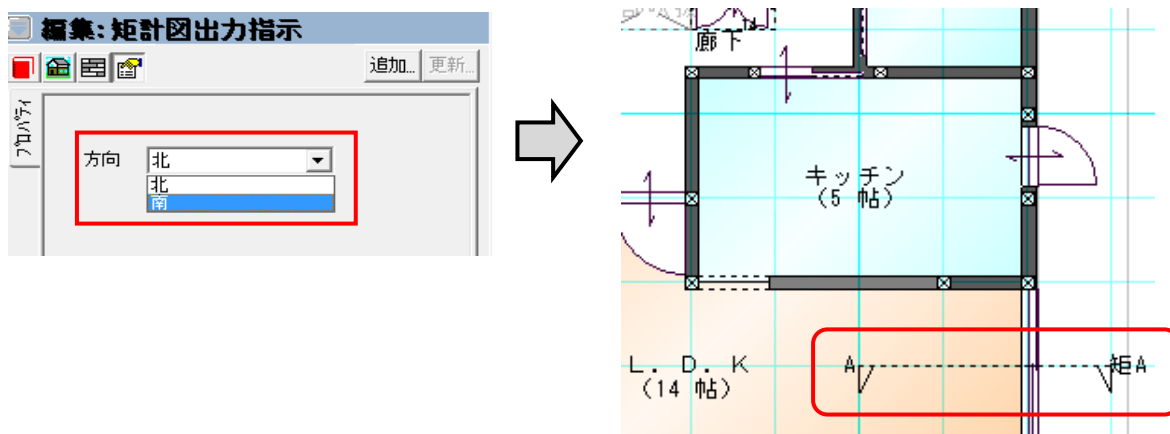 編集: 矩計図出力指示
追加...
更新...
プロパティ
方向
北
北
南
廊下
キッチン
(5 帖)
L. D. K
(14 帖)
A
矩A